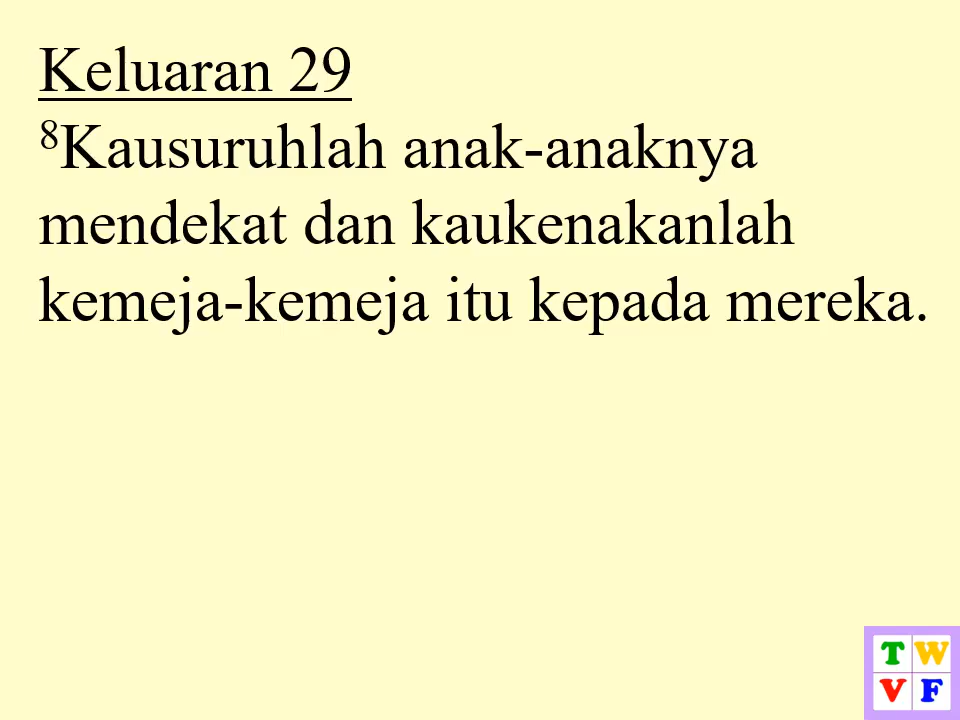 Keluaran 29
8Kausuruhlah anak-anaknya
mendekat dan kaukenakanlah
kemeja-kemeja itu kepada mereka.
T W
V F